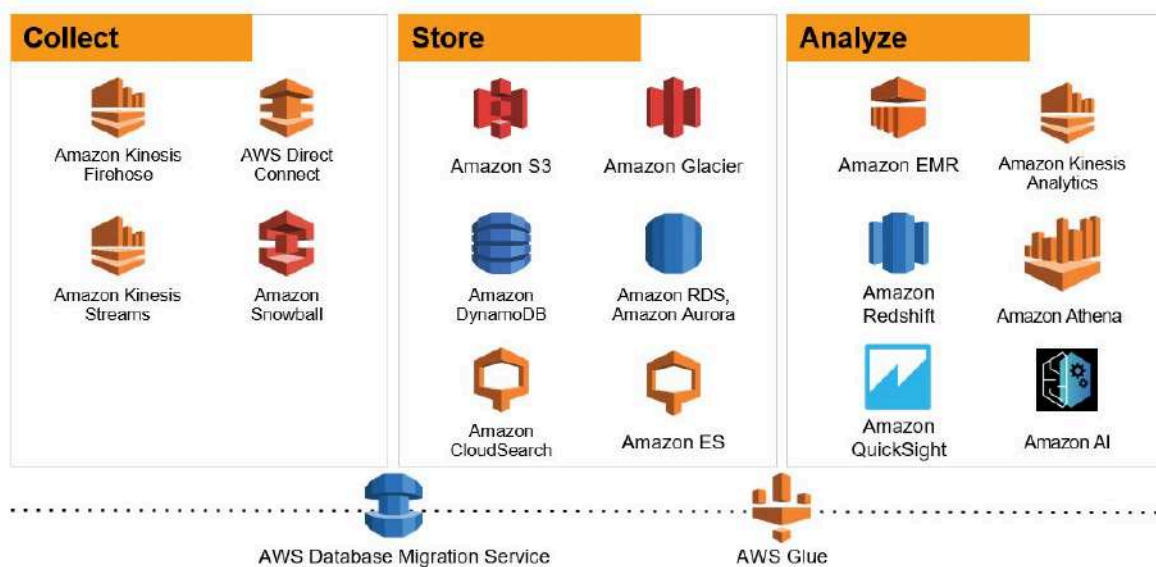 Collect
Amazon Kinesis
Firehose
AWS Direct
Connect
Amazon Kinesis
Streams
Amazon
Snowball
Store
Amazon S3
Amazon Glacier
Amazon
DynamoDB
Amazon RDS,
Amazon Aurora
Amazon
CloudSearch
Amazon ES
Analyze
Amazon EMR
Amazon Kinesis
Analytics
Amazon
Redshift
Amazon Athena
Amazon
QuickSight
Amazon AI
AWS Database Migration Service
AWS Glue